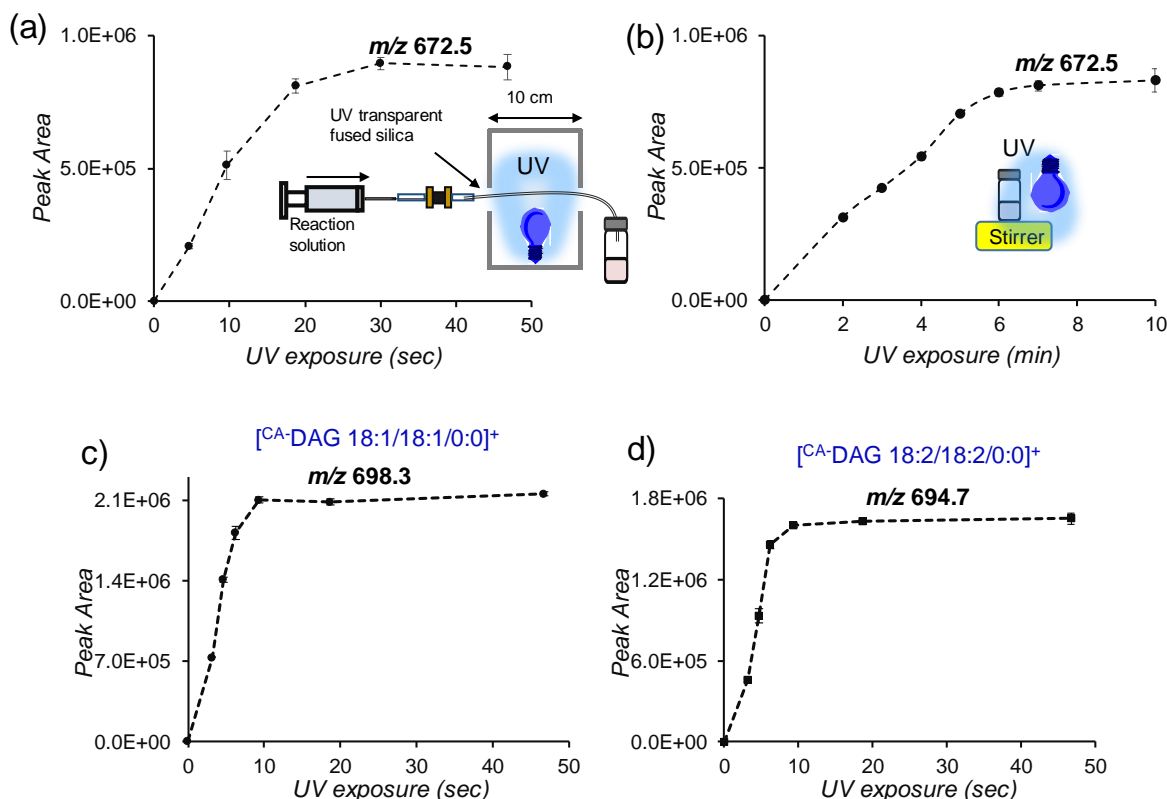 (a)
1.0E+06
5.0E+05
0.0E+00
Peak Area
m/z 672.5
10 cm
UV transparent
fused silica
UV
Reaction
solution
0 10 20 30 40 50
UV exposure (sec)
(b)
1.0E+06
5.0E+05
0.0E+00
Peak Area
m/z 672.5
UV
Stirrer
0 2 4 6 8 10
UV exposure (min)
c)
[CA-DAG 18:1/18:1/0:0]+
m/z 698.3
2.1E+06
1.4E+06
7.0E+05
0.0E+00
Peak Area
0 10 20 30 40 50
UV exposure (sec)
d)
[CA-DAG 18:2/18:2/0:0]+
m/z 694.7
1.8E+06
1.2E+06
6.0E+05
0.0E+00
Peak Area
0 10 20 30 40 50
UV exposure (sec)